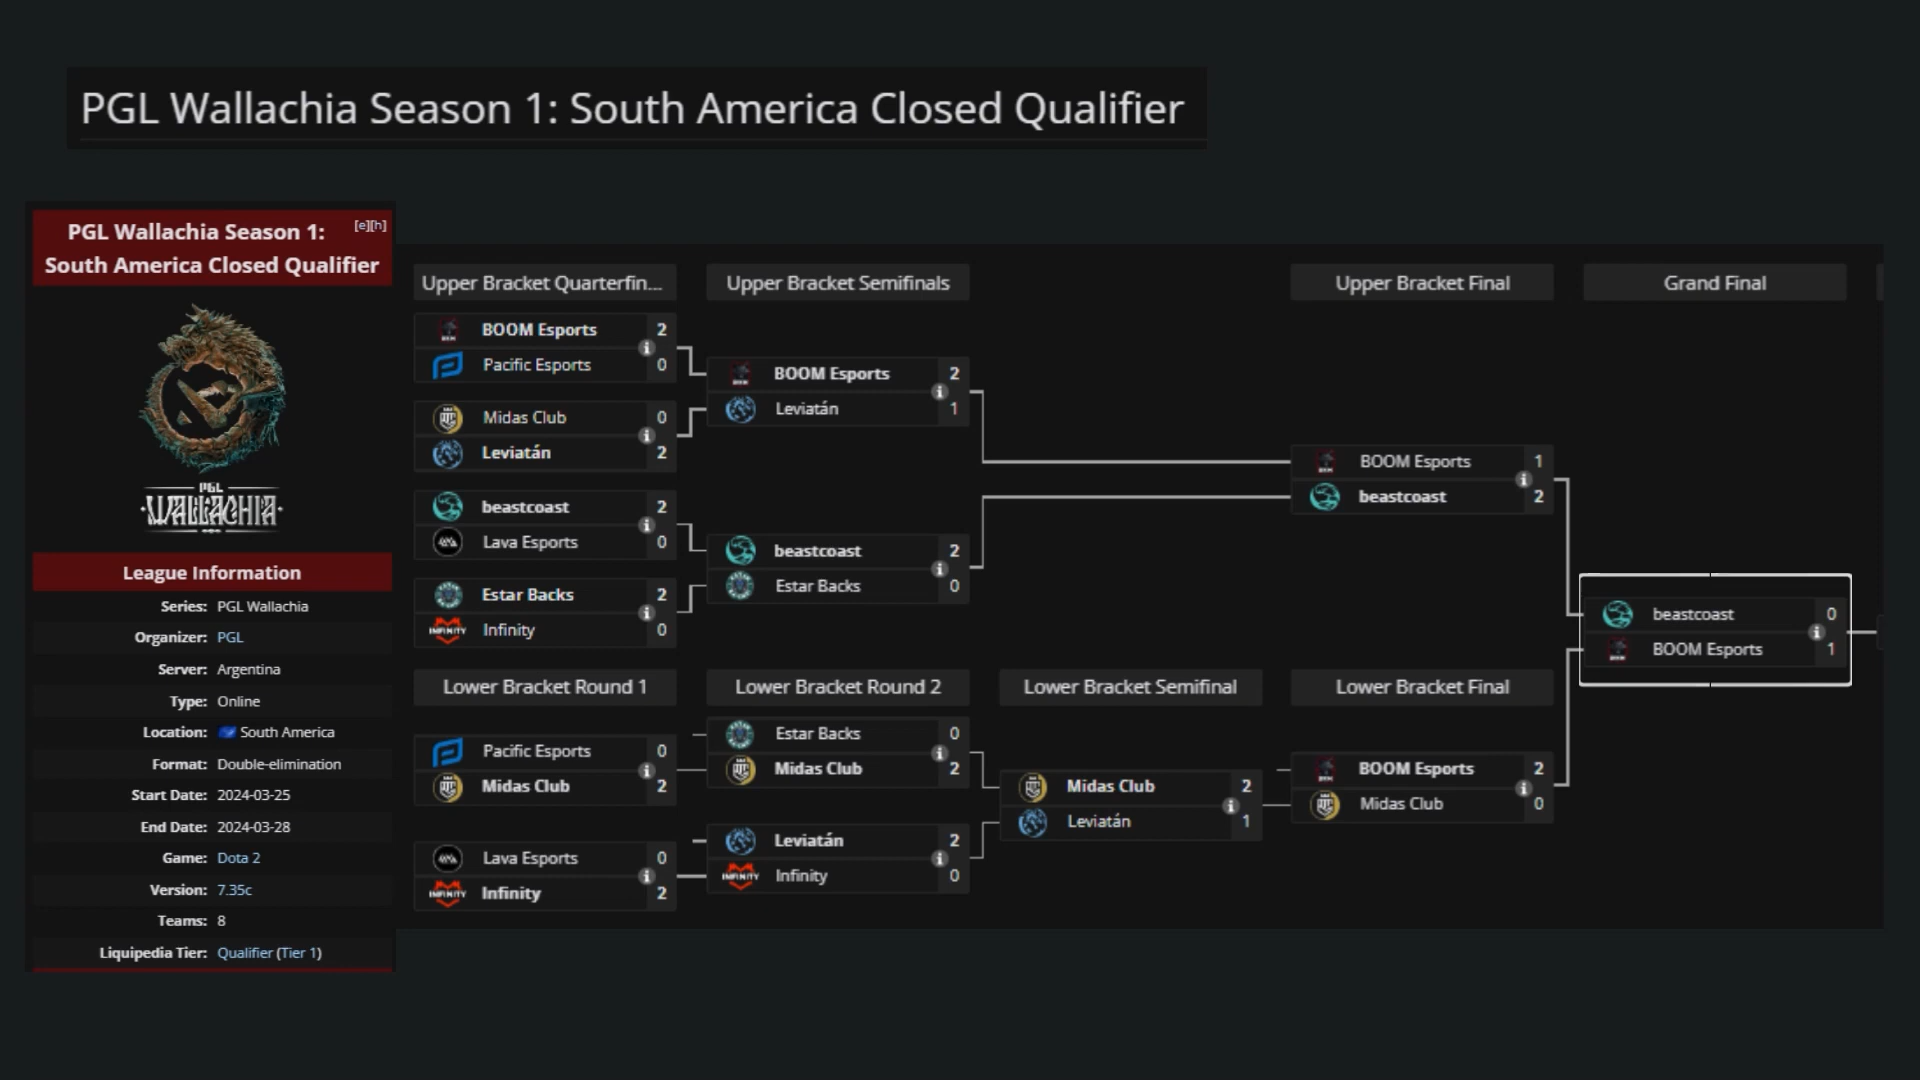 PGL Wallachia Season 1: South America Closed Qualifier
PGL Wallachia Season 1: [e][h]
South America Closed Qualifier
PGL
WALLACHIA
League Information
Series: PGL Wallachia
Organizer: PGL
Server: Argentina
Type: Online
Location: South America
Format: Double-elimination
Start Date: 2024-03-25
End Date: 2024-03-28
Game: Dota 2
Version: 7.35c
Teams: 8
Liquipedia Tier: Qualifier (Tier 1)
Upper Bracket Quarterfin...
BOOM Esports 2
Pacific Esports 0
Midas Club 0
Leviatán 2
beastcoast 2
Lava Esports 0
Estar Backs 2
INFINITY Infinity 0
Upper Bracket Semifinals
BOOM Esports 2
Leviatán 1
beastcoast 2
Estar Backs 0
Upper Bracket Final
BOOM Esports 1
beastcoast 2
Grand Final
beastcoast 0
BOOM Esports 1
Lower Bracket Round 1
Pacific Esports 0
Midas Club 2
Lava Esports 0
INFINITY Infinity 2
Lower Bracket Round 2
Estar Backs 0
Midas Club 2
Leviatán 2
INFINITY Infinity 0
Lower Bracket Semifinal
Midas Club 2
Leviatán 1
Lower Bracket Final
BOOM Esports 2
Midas Club 0